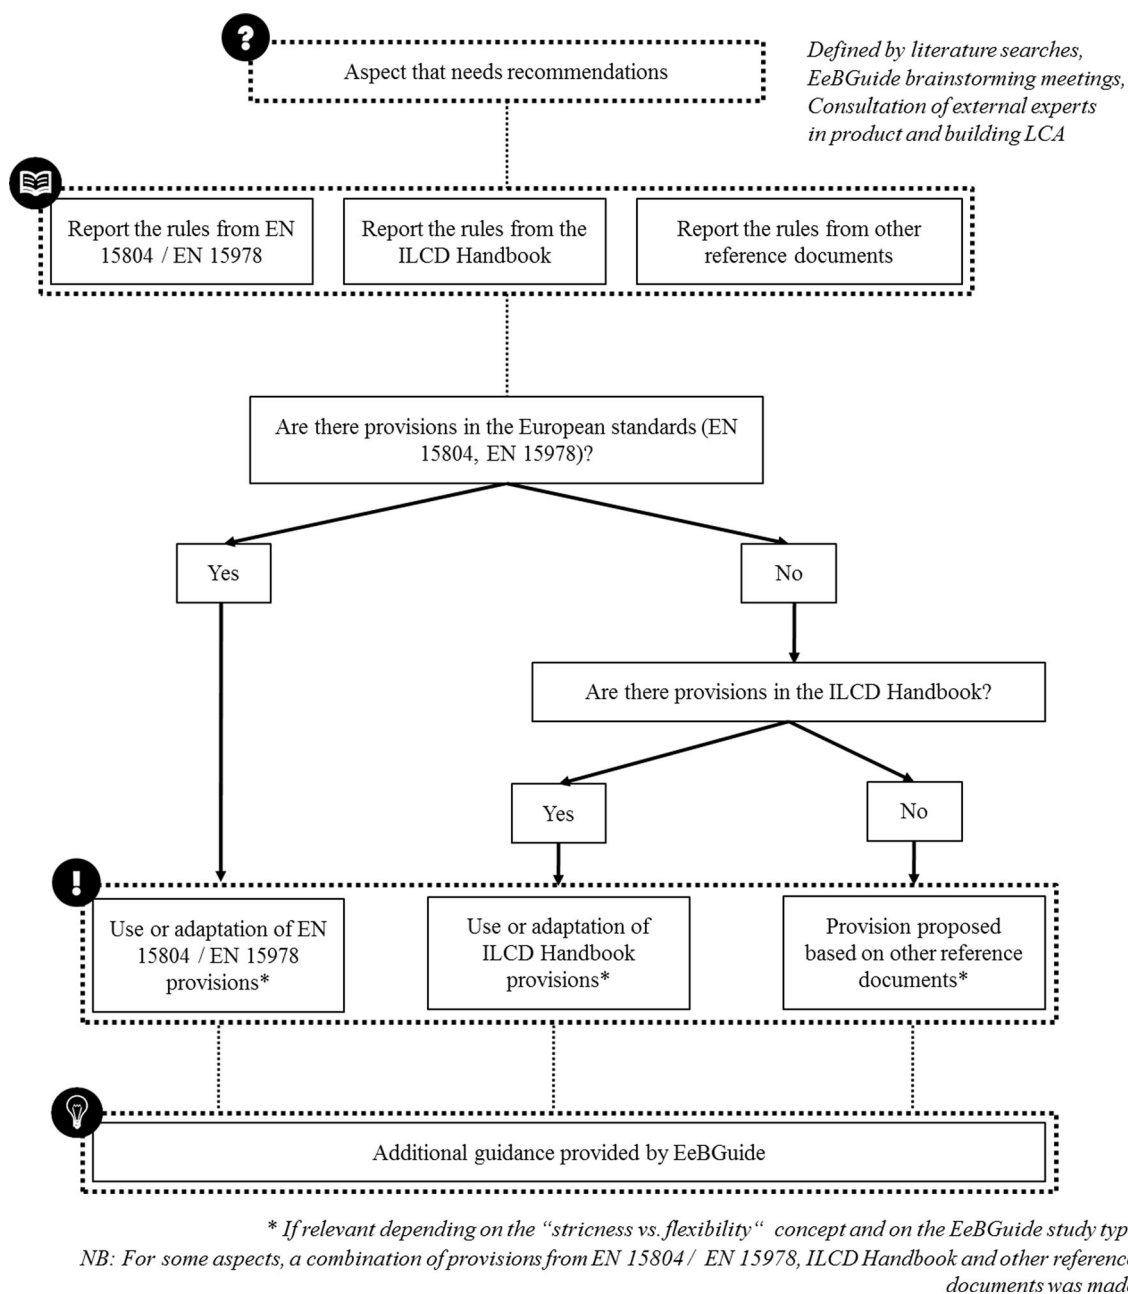 ?
Aspect that needs recommendations
Defined by literature searches,
EeBGuide brainstorming meetings,
Consultation of external experts
in product and building LCA
Report the rules from EN
15804 / EN 15978
Report the rules from the
ILCD Handbook
Report the rules from other
reference documents
Are there provisions in the European standards (EN
15804, EN 15978)?
Yes
No
Are there provisions in the ILCD Handbook?
Yes
No
!
Use or adaptation of EN
15804 / EN 15978
provisions*
Use or adaptation of
ILCD Handbook
provisions*
Provision proposed
based on other reference
documents*
Additional guidance provided by EeBGuide
* If relevant depending on the “stricness vs. flexibility“ concept and on the EeBGuide study typ
NB: For some aspects, a combination of provisions from EN 15804 / EN 15978, ILCD Handbook and other reference
documents was made